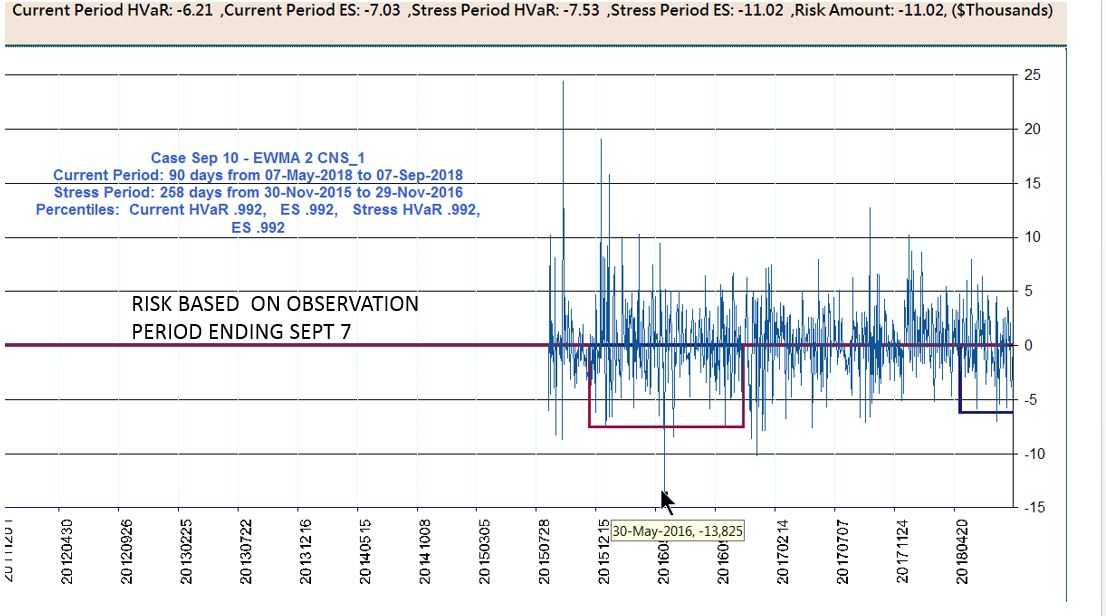 Current Period HVaR: -6.21 ,Current Period ES: -7.03 ,Stress Period HVaR: -7.53 ,Stress Period ES: -11.02 ,Risk Amount: -11.02, ($Thousands)
25
20
15
10
5
0
-5
-10
-15
Case Sep 10 - EWMA 2 CNS_1
Current Period: 90 days from 07-May-2018 to 07-Sep-2018
Stress Period: 258 days from 30-Nov-2015 to 29-Nov-2016
Percentiles: Current HVaR .992, ES .992, Stress HVaR .992,
ES .992
RISK BASED ON OBSERVATION
PERIOD ENDING SEPT 7
30-May-2016, -13,825
20120430
20120926
20130225
20130722
20131216
20140515
20141008
20150305
20150728
20151215
20170214
20170707
20171124
20180420